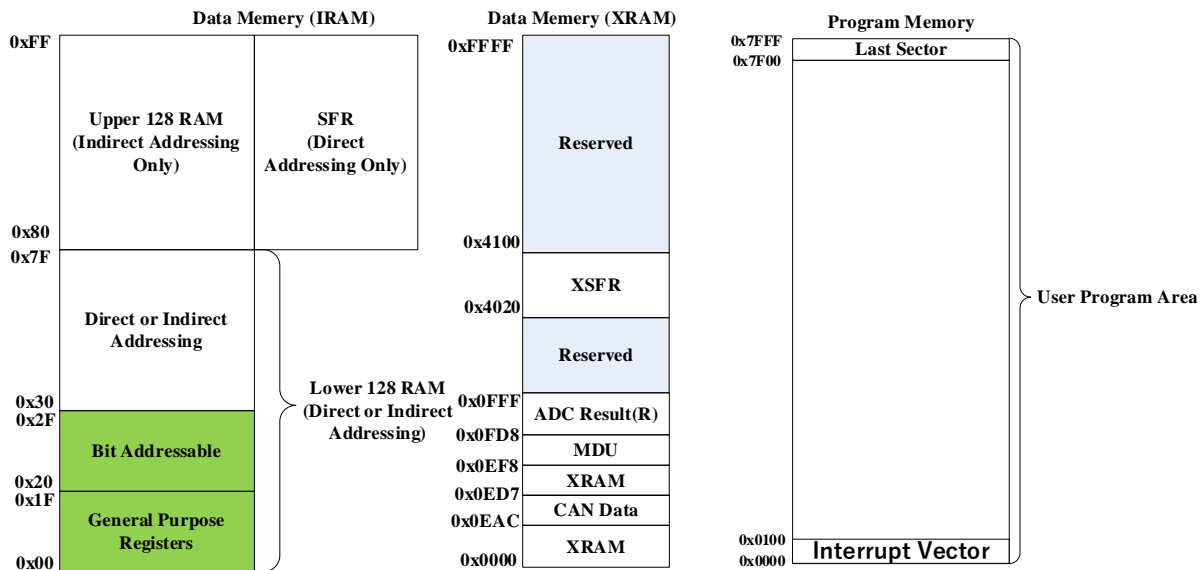 Data Memery (IRAM)
0xFF
Upper 128 RAM
(Indirect Addressing
Only)
SFR
(Direct
Addressing Only)
0x80
0x7F
Direct or Indirect
Addressing
0x30
0x2F
Bit Addressable
0x20
0x1F
General Purpose
Registers
0x00
Lower 128 RAM
(Direct or Indirect
Addressing)
Data Memery (XRAM)
0xFFFF
Reserved
0x4100
XSFR
0x4020
Reserved
0x0FFF
ADC Result(R)
0x0FD8
MDU
0x0EF8
XRAM
0x0ED7
CAN Data
0x0EAC
XRAM
0x0000
Program Memory
0x7FFF
Last Sector
0x7F00
User Program Area
0x0100
Interrupt Vector
0x0000